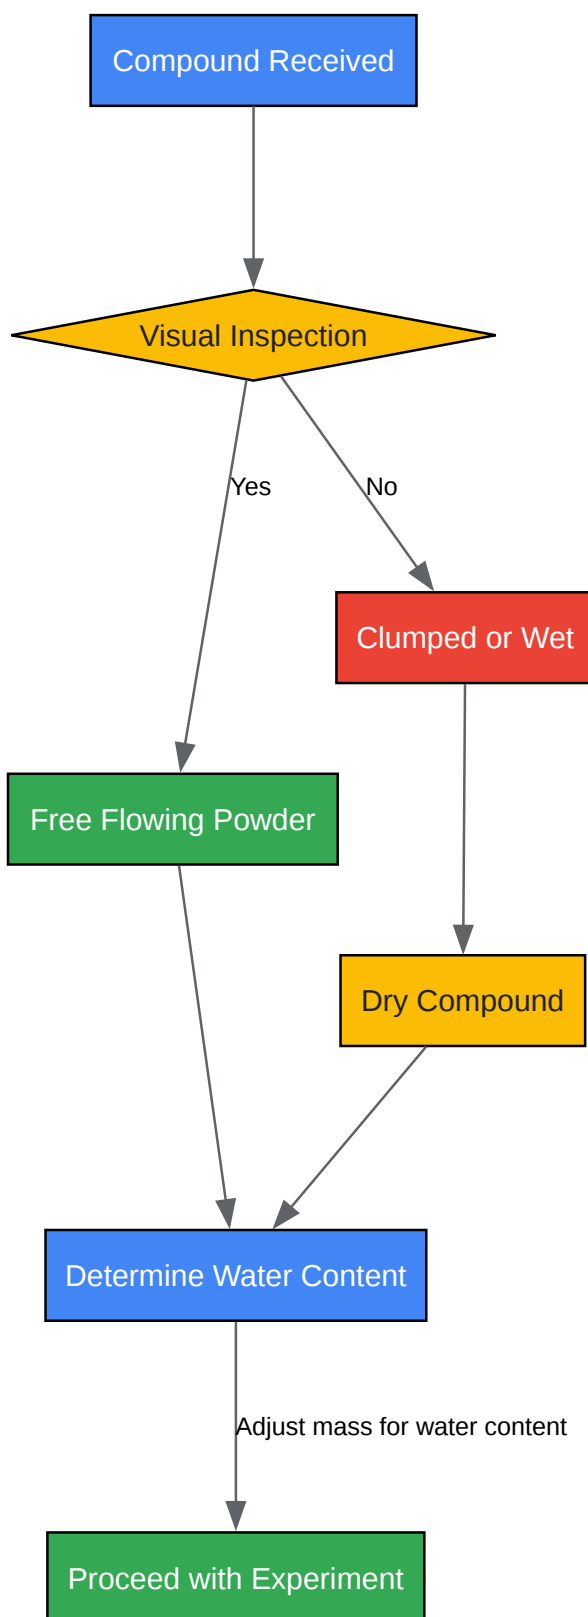 Compound Received
Visual Inspection
Yes
No
Clumped or Wet
Free Flowing Powder
Dry Compound
Determine Water Content
Adjust mass for water content
Proceed with Experiment